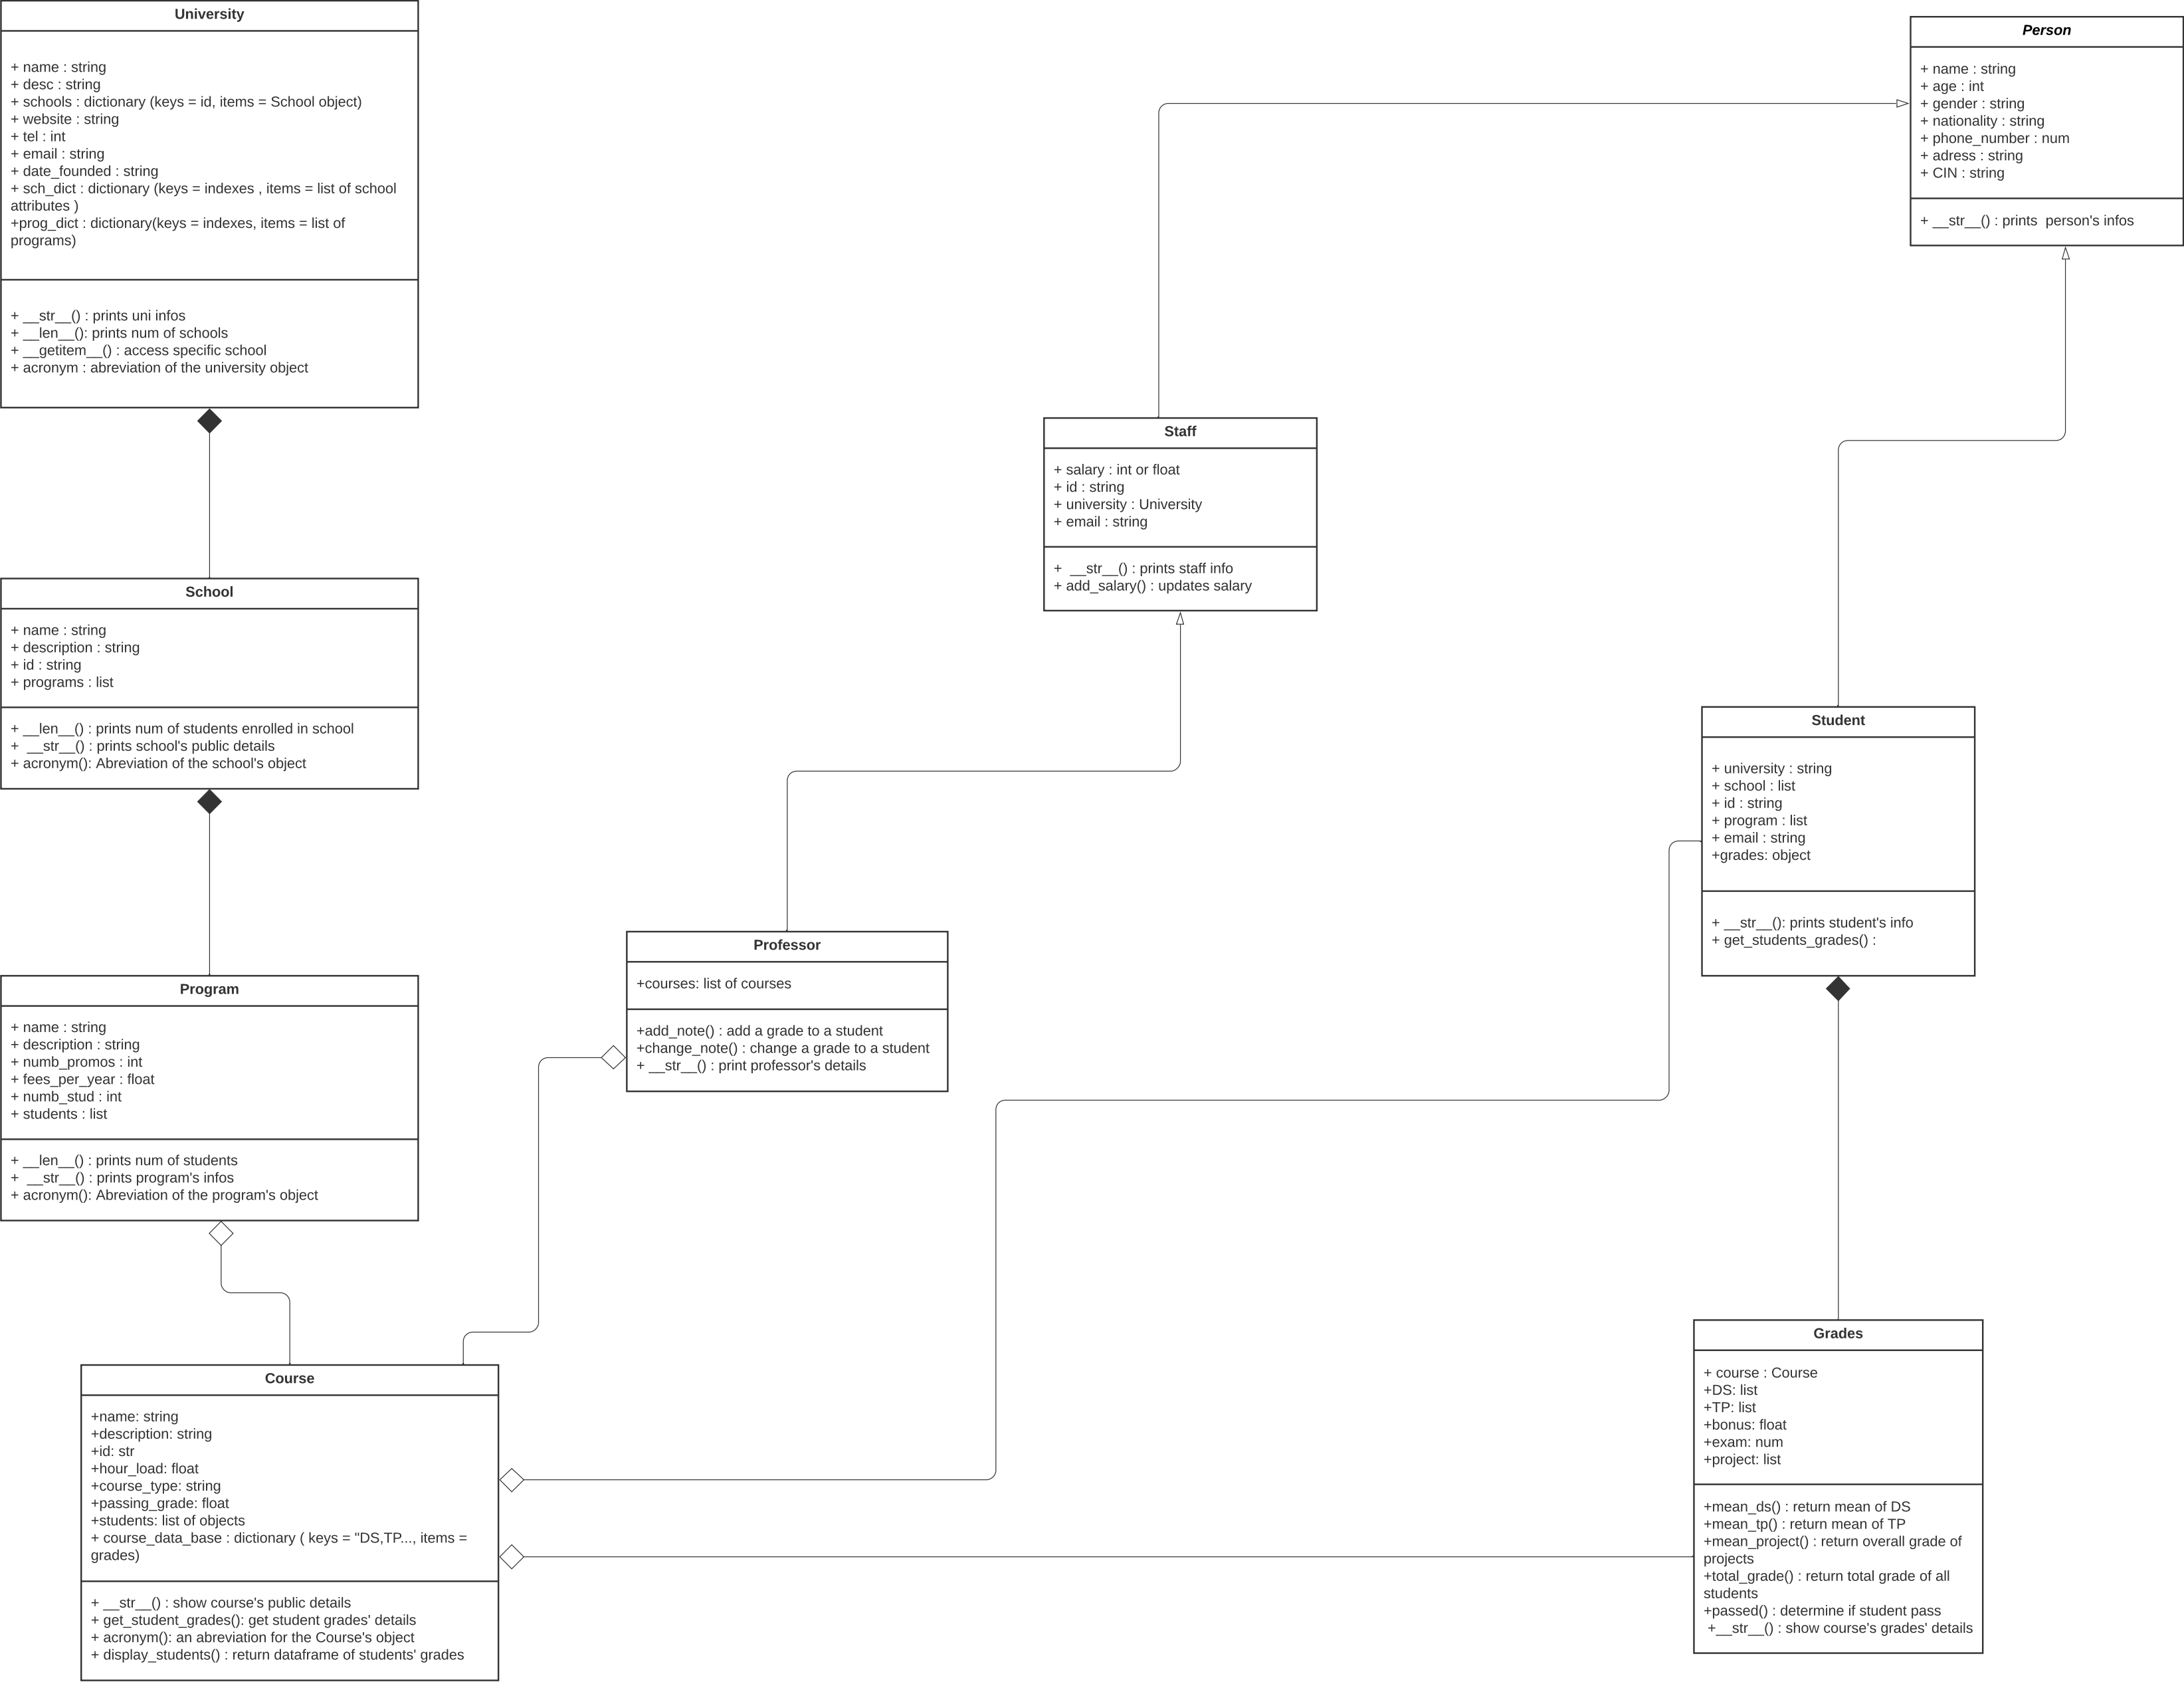 University
+ name : string
+ desc : string
+ schools : dictionary (keys = id, items = School object)
+ website : string
+ tel : int
+ email : string
+ date_founded : string
+ sch_dict : dictionary (keys = indexes , items = list of school
attributes )
+prog_dict : dictionary(keys = indexes, items = list of
programs)
+ __str__() : prints uni infos
+ __len__(): prints num of schools
+ __getitem__() : access specific school
+ acronym : abreviation of the university object
Person
+ name : string
+ age : int
+ gender : string
+ nationality : string
+ phone_number : num
+ adress : string
+ CIN : string
+ __str__() : prints  person's infos
Staff
+ salary : int or float
+ id : string
+ university : University
+ email : string
+  __str__() : prints staff info
+ add_salary() : updates salary
School
+ name : string
+ description : string
+ id : string
+ programs : list
+ __len__() : prints num of students enrolled in school
+  __str__() : prints school's public details
+ acronym(): Abreviation of the school's object
Student
+ university : string
+ school : list
+ id : string
+ program : list
+ email : string
+grades: object
+ __str__(): prints student's info
+ get_students_grades() :
Professor
+courses: list of courses
+add_note() : add a grade to a student
+change_note() : change a grade to a student
+ __str__() : print professor's details
Program
+ name : string
+ description : string
+ numb_promos : int
+ fees_per_year : float
+ numb_stud : int
+ students : list
+ __len__() : prints num of students
+  __str__() : prints program's infos
+ acronym(): Abreviation of the program's object
Course
+name: string
+description: string
+id: str
+hour_load: float
+course_type: string
+passing_grade: float
+students: list of objects
+ course_data_base : dictionary ( keys = "DS,TP..., items =
grades)
+ __str__() : show course's public details
+ get_student_grades(): get student grades' details
+ acronym(): an abreviation for the Course's object
+ display_students() : return dataframe of students' grades
Grades
+ course : Course
+DS: list
+TP: list
+bonus: float
+exam: num
+project: list
+mean_ds() : return mean of DS
+mean_tp() : return mean of TP
+mean_project() : return overall grade of
projects
+total_grade() : return total grade of all
students
+passed() : determine if student pass
+__str__() : show course's grades' details